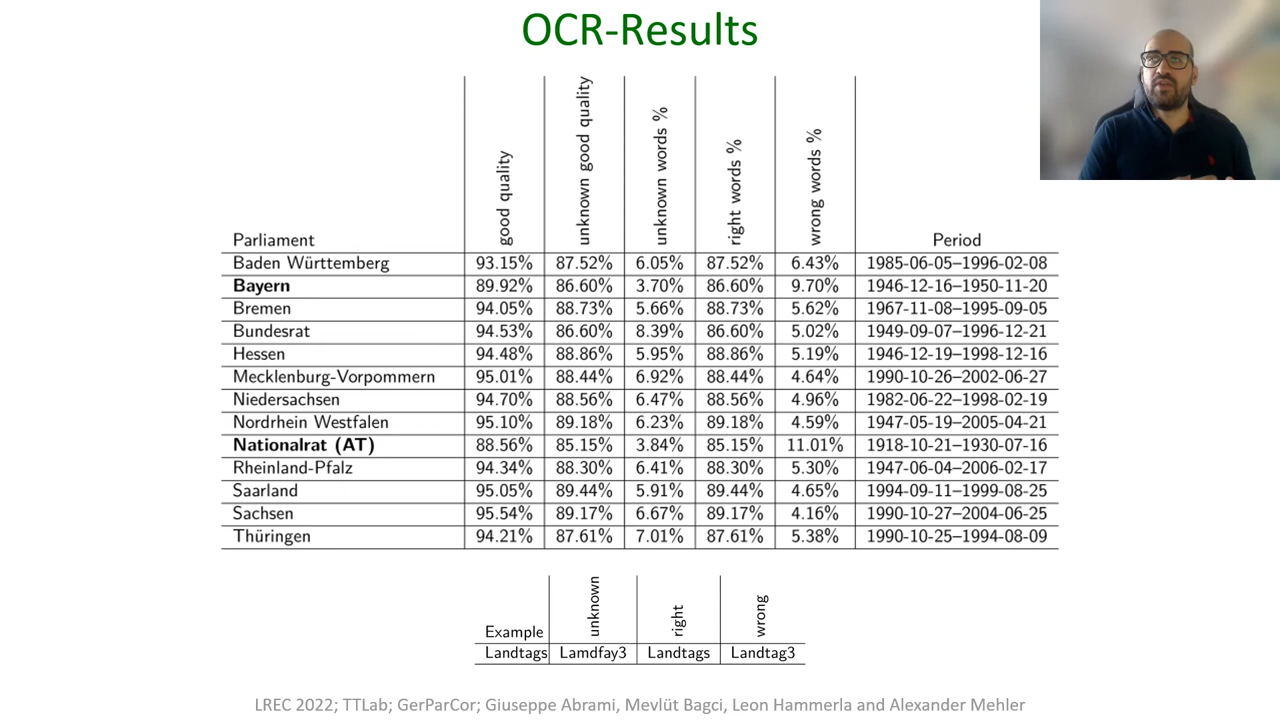 OCR-Results
Parliament good quality unknown good quality unknown words % right words % wrong words % Period
Baden Württemberg 93.15% 87.52% 6.05% 87.52% 6.43% 1985-06-05–1996-02-08
Bayern 89.92% 86.60% 3.70% 86.60% 9.70% 1946-12-16–1950-11-20
Bremen 94.05% 88.73% 5.66% 88.73% 5.62% 1967-11-08–1995-09-05
Bundesrat 94.53% 86.60% 8.39% 86.60% 5.02% 1949-09-07–1996-12-21
Hessen 94.48% 88.86% 5.95% 88.86% 5.19% 1946-12-19–1998-12-16
Mecklenburg-Vorpommern 95.01% 88.44% 6.92% 88.44% 4.64% 1990-10-26–2002-06-27
Niedersachsen 94.70% 88.56% 6.47% 88.56% 4.96% 1982-06-22–1998-02-19
Nordrhein Westfalen 95.10% 89.18% 6.23% 89.18% 4.59% 1947-05-19–2005-04-21
Nationalrat (AT) 88.56% 85.15% 3.84% 85.15% 11.01% 1918-10-21–1930-07-16
Rheinland-Pfalz 94.34% 88.30% 6.41% 88.30% 5.30% 1947-06-04–2006-02-17
Saarland 95.05% 89.44% 5.91% 89.44% 4.65% 1994-09-11–1999-08-25
Sachsen 95.54% 89.17% 6.67% 89.17% 4.16% 1990-10-27–2004-06-25
Thüringen 94.21% 87.61% 7.01% 87.61% 5.38% 1990-10-25–1994-08-09
Example unknown right wrong
Landtags Lamdfay3 Landtags Landtag3
LREC 2022; TTLab; GerParCor; Giuseppe Abrami, Mevlüt Bagci, Leon Hammerla and Alexander Mehler